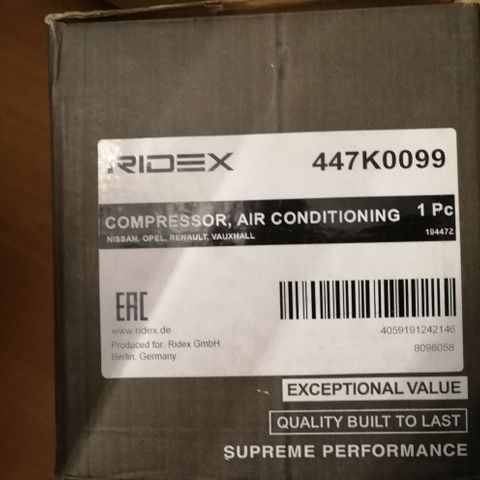 RIDEX 447K0099
COMPRESSOR, AIR CONDITIONING 1 Pc
NISSAN, OPEL, RENAULT, VAUXHALL 19447Z
EAC
www.ridex.de 4059191242146
Produced for: Ridex GmbH 8098058
Berlin, Germany
EXCEPTIONAL VALUE
QUALITY BUILT TO LAST
SUPREME PERFORMANCE